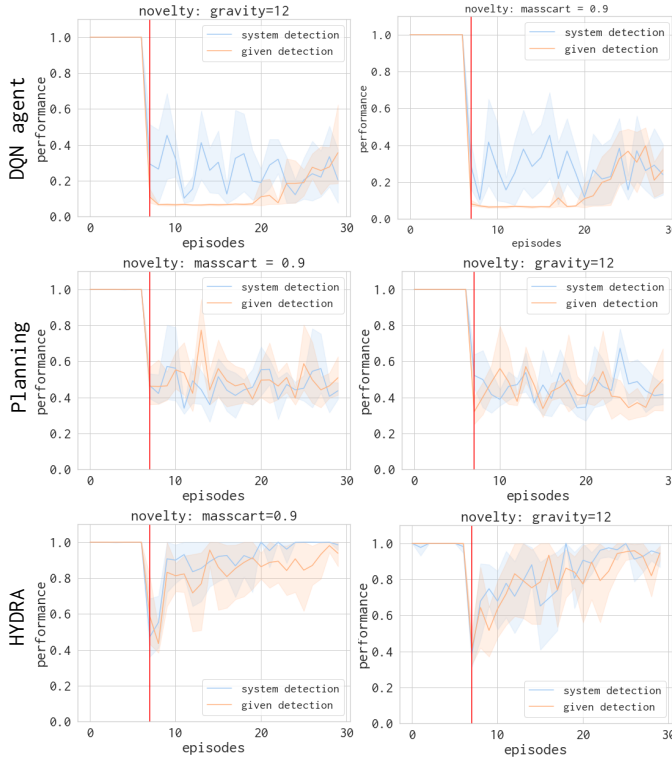 novelty: gravity=12
novelty: masscart = 0.9
DQN agent
performance
1.0
0.8
0.6
0.4
0.2
0.0
system detection
given detection
0
10
20
30
episodes
performance
1.0
0.8
0.6
0.4
0.2
0.0
system detection
given detection
0
10
20
30
episodes
novelty: masscart = 0.9
novelty: gravity=12
Planning
performance
1.0
0.8
0.6
0.4
0.2
0.0
system detection
given detection
0
10
20
30
episodes
performance
1.0
0.8
0.6
0.4
0.2
0.0
system detection
given detection
0
10
20
30
episodes
novelty: masscart=0.9
novelty: gravity=12
HYDRA
performance
1.0
0.8
0.6
0.4
0.2
0.0
system detection
given detection
0
10
20
30
episodes
performance
1.0
0.8
0.6
0.4
0.2
0.0
system detection
given detection
0
10
20
30
episodes